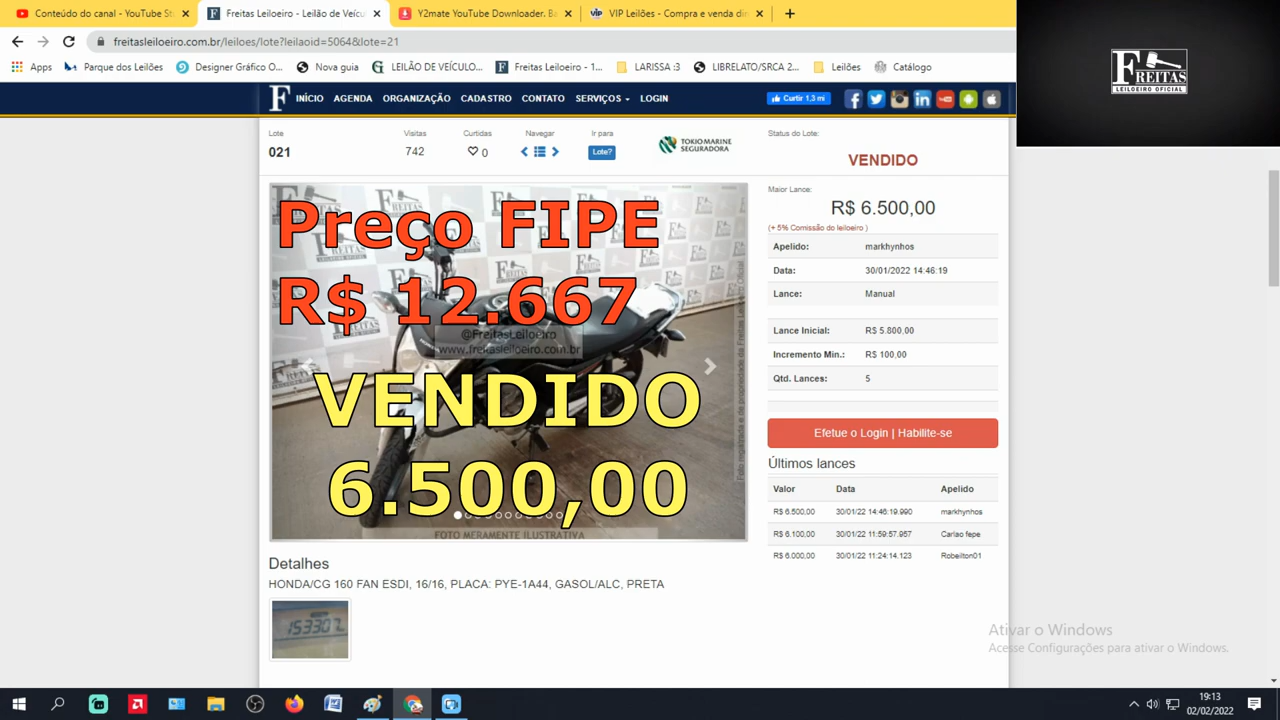 Conteúdo do canal - YouTube St
Freitas Leiloeiro - Leilão de Veícu
Y2mate YouTube Downloader. Ba
VIP Leilões - Compra e venda din
freitasleiloeiro.com.br/leiloes/lote?leilaoid=5064&lote=21
Apps
Parque dos Leilões
Designer Gráfico O...
Nova guia
LEILÃO DE VEÍCULO...
Freitas Leiloeiro - 1...
LARISSA :3
LIBRELATO/SRCA 2...
Leilões
Catálogo
FREITAS
LEILOEIRO OFICIAL
F INÍCIO AGENDA ORGANIZAÇÃO CADASTRO CONTATO SERVIÇOS LOGIN
Curtir 1,3 mi
Lote Visitas Curtidas Navegar Ir para
021 742 0 Lote?
TOKIO MARINE
SEGURADORA
Status do Lote:
VENDIDO
Maior Lance:
R$ 6.500,00
(+ 5% Comissão do leiloeiro )
Apelido: markhynhos
Data: 30/01/2022 14:46:19
Lance: Manual
Lance Inicial: R$ 5.800,00
Incremento Min.: R$ 100,00
Qtd. Lances: 5
Efetue o Login | Habilite-se
Últimos lances
Valor Data Apelido
R$ 6.500,00 30/01/22 14:46:19.990 markhynhos
R$ 6.100,00 30/01/22 11:59:57.957 Carlao fepe
R$ 6.000,00 30/01/22 11:24:14.123 Robeilton01
Preço FIPE
R$ 12.667
@FreitasLeiloeiro
www.freitasleiloeiro.com.br
VENDIDO
6.500,00
FOTO MERAMENTE ILUSTRATIVA
Detalhes
HONDA/CG 160 FAN ESDI, 16/16, PLACA: PYE-1A44, GASOL/ALC, PRETA
153307
Ativar o Windows
Acesse Configurações para ativar o Windows.
19:13
02/02/2022